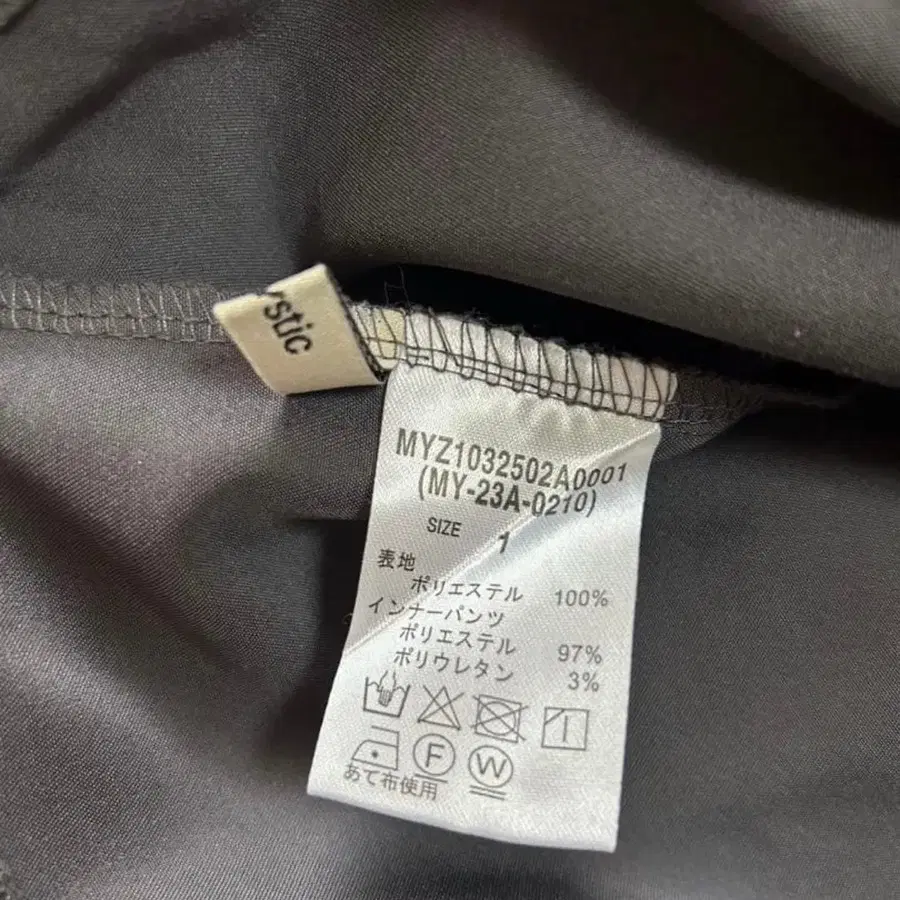 ystic
MYZ1032502A0001
(MY-23A-0210)
SIZE 1
表地
ポリエステル 100%
インナーパンツ
ポリエステル 97%
ポリウレタン 3%
F W
あて布使用